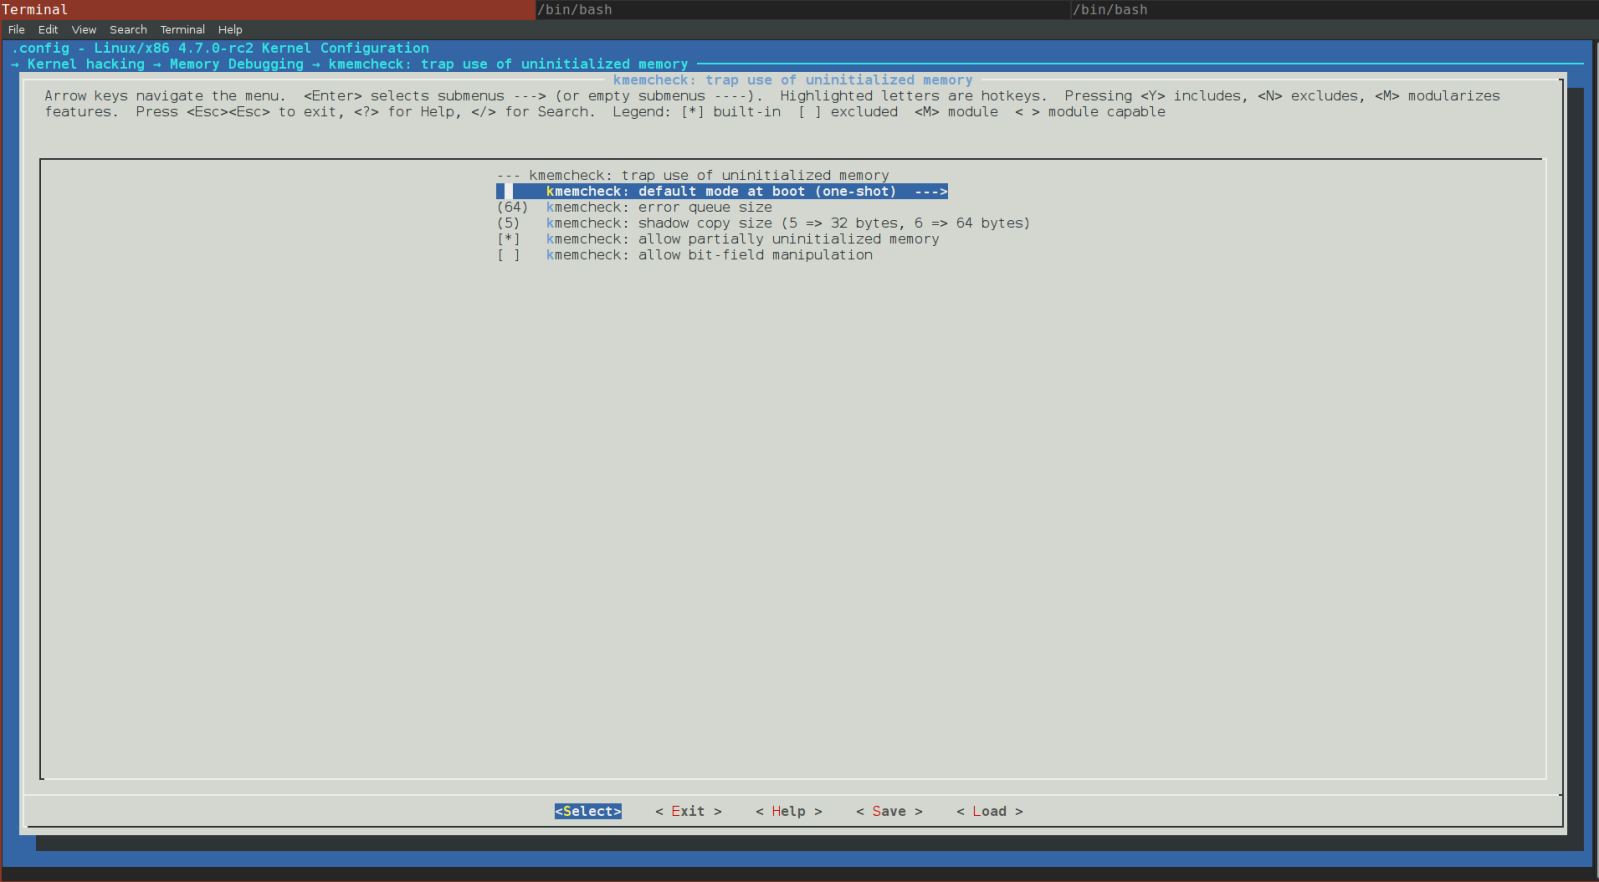 Terminal /bin/bash /bin/bash
File Edit View Search Terminal Help
.config - Linux/x86 4.7.0-rc2 Kernel Configuration
→ Kernel hacking → Memory Debugging → kmemcheck: trap use of uninitialized memory
kmemcheck: trap use of uninitialized memory
Arrow keys navigate the menu.  <Enter> selects submenus ---> (or empty submenus ----).  Highlighted letters are hotkeys.  Pressing <Y> includes, <N> excludes, <M> modularizes
features.  Press <Esc><Esc> to exit, <?> for Help, </> for Search.  Legend: [*] built-in  [ ] excluded  <M> module  < > module capable
--- kmemcheck: trap use of uninitialized memory
kmemcheck: default mode at boot (one-shot)  --->
(64)  kmemcheck: error queue size
(5)   kmemcheck: shadow copy size (5 => 32 bytes, 6 => 64 bytes)
[*]   kmemcheck: allow partially uninitialized memory
[ ]   kmemcheck: allow bit-field manipulation
<Select>    < Exit >    < Help >    < Save >    < Load >